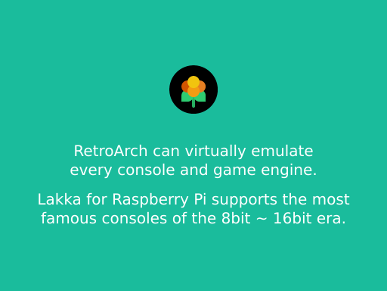 RetroArch can virtually emulate
every console and game engine.
Lakka for Raspberry Pi supports the most
famous consoles of the 8bit ~ 16bit era.